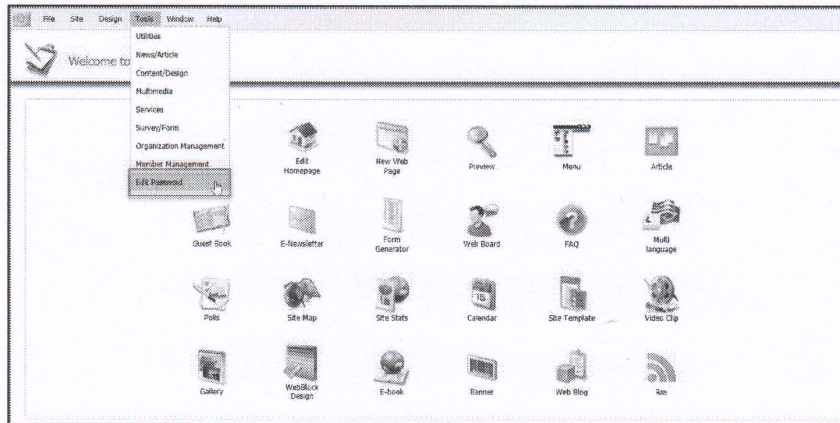 File Site Design Tools Window Help
Welcome to
Utilities
News/Article
Content/Design
Multimedia
Services
Survey/Form
Organization Management
Member Management
Edit Password
Edit
Homepage
New Web
Page
Preview
Menu
Article
Guest Book
E-Newsletter
Form
Generator
Web Board
FAQ
Multi
language
Polls
Site Map
Site Stats
Calendar
Site Template
Video Clip
Gallery
WebBlock
Design
E-book
Banner
Web Blog
Rss